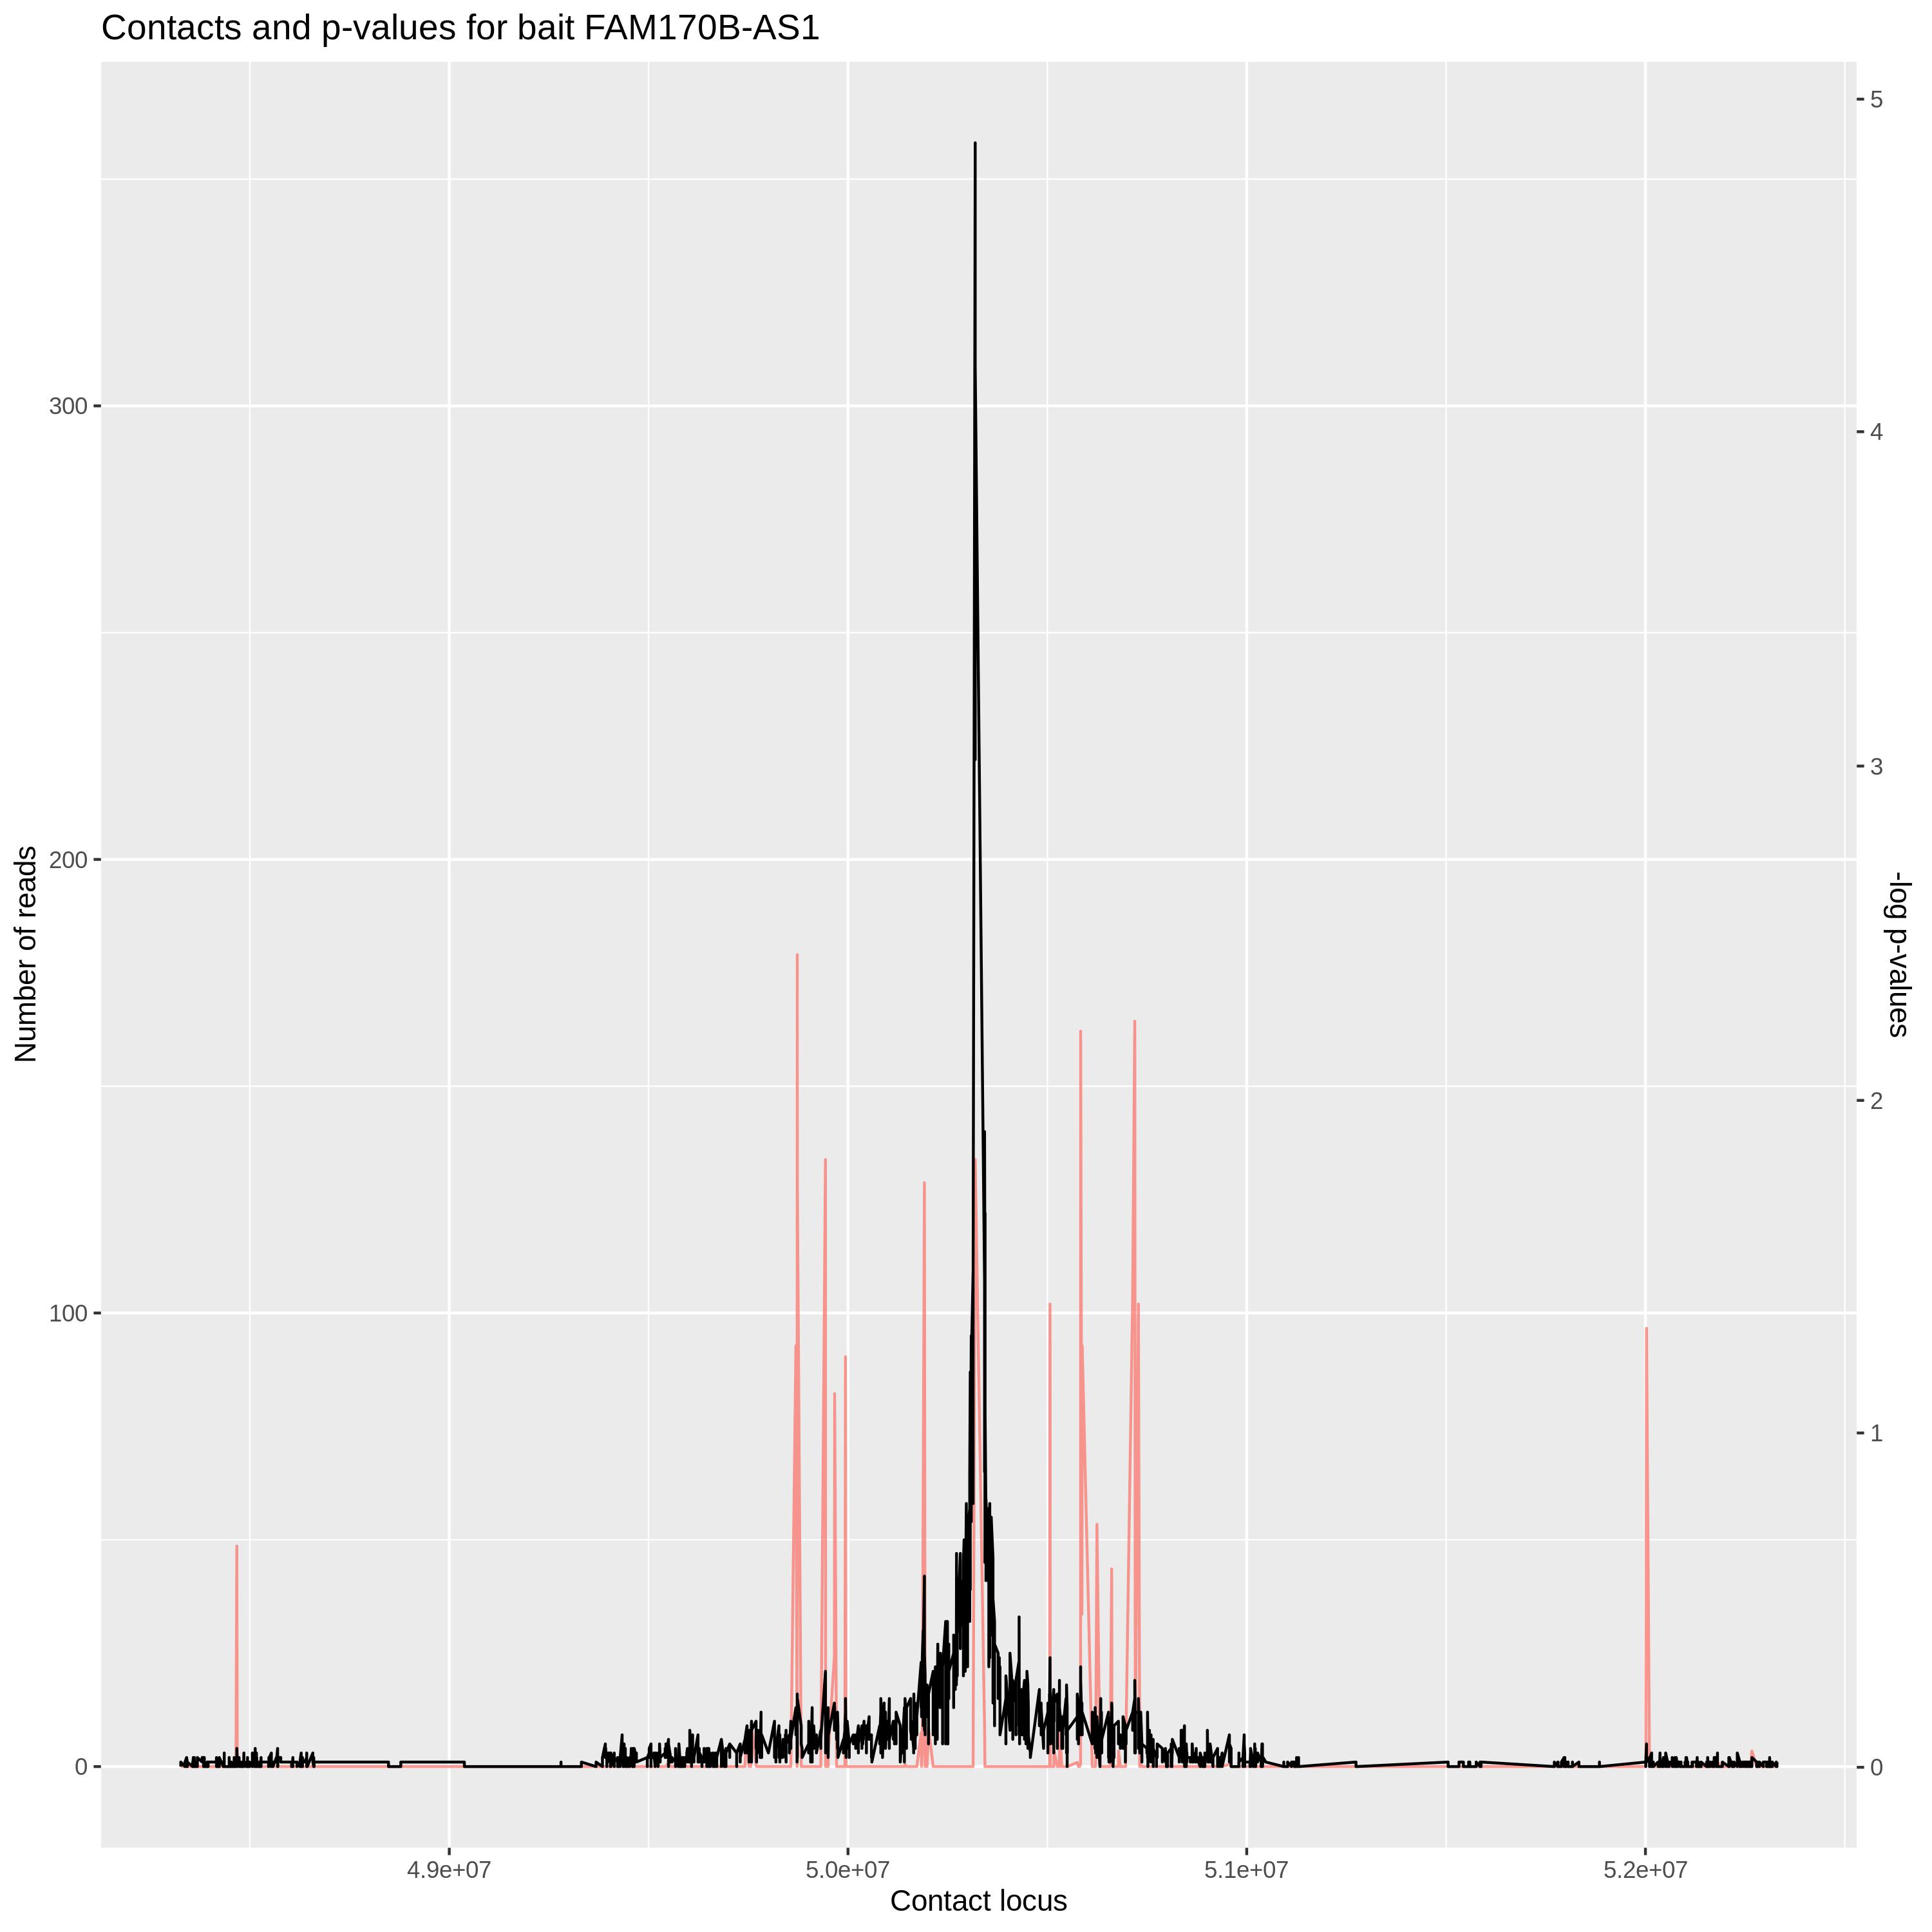 Contacts and p-values for bait FAM170B-AS1
Number of reads
300
200
100
0
5
4
3
2
1
0
-log p-values
4.9e+07
5.0e+07
5.1e+07
5.2e+07
Contact locus